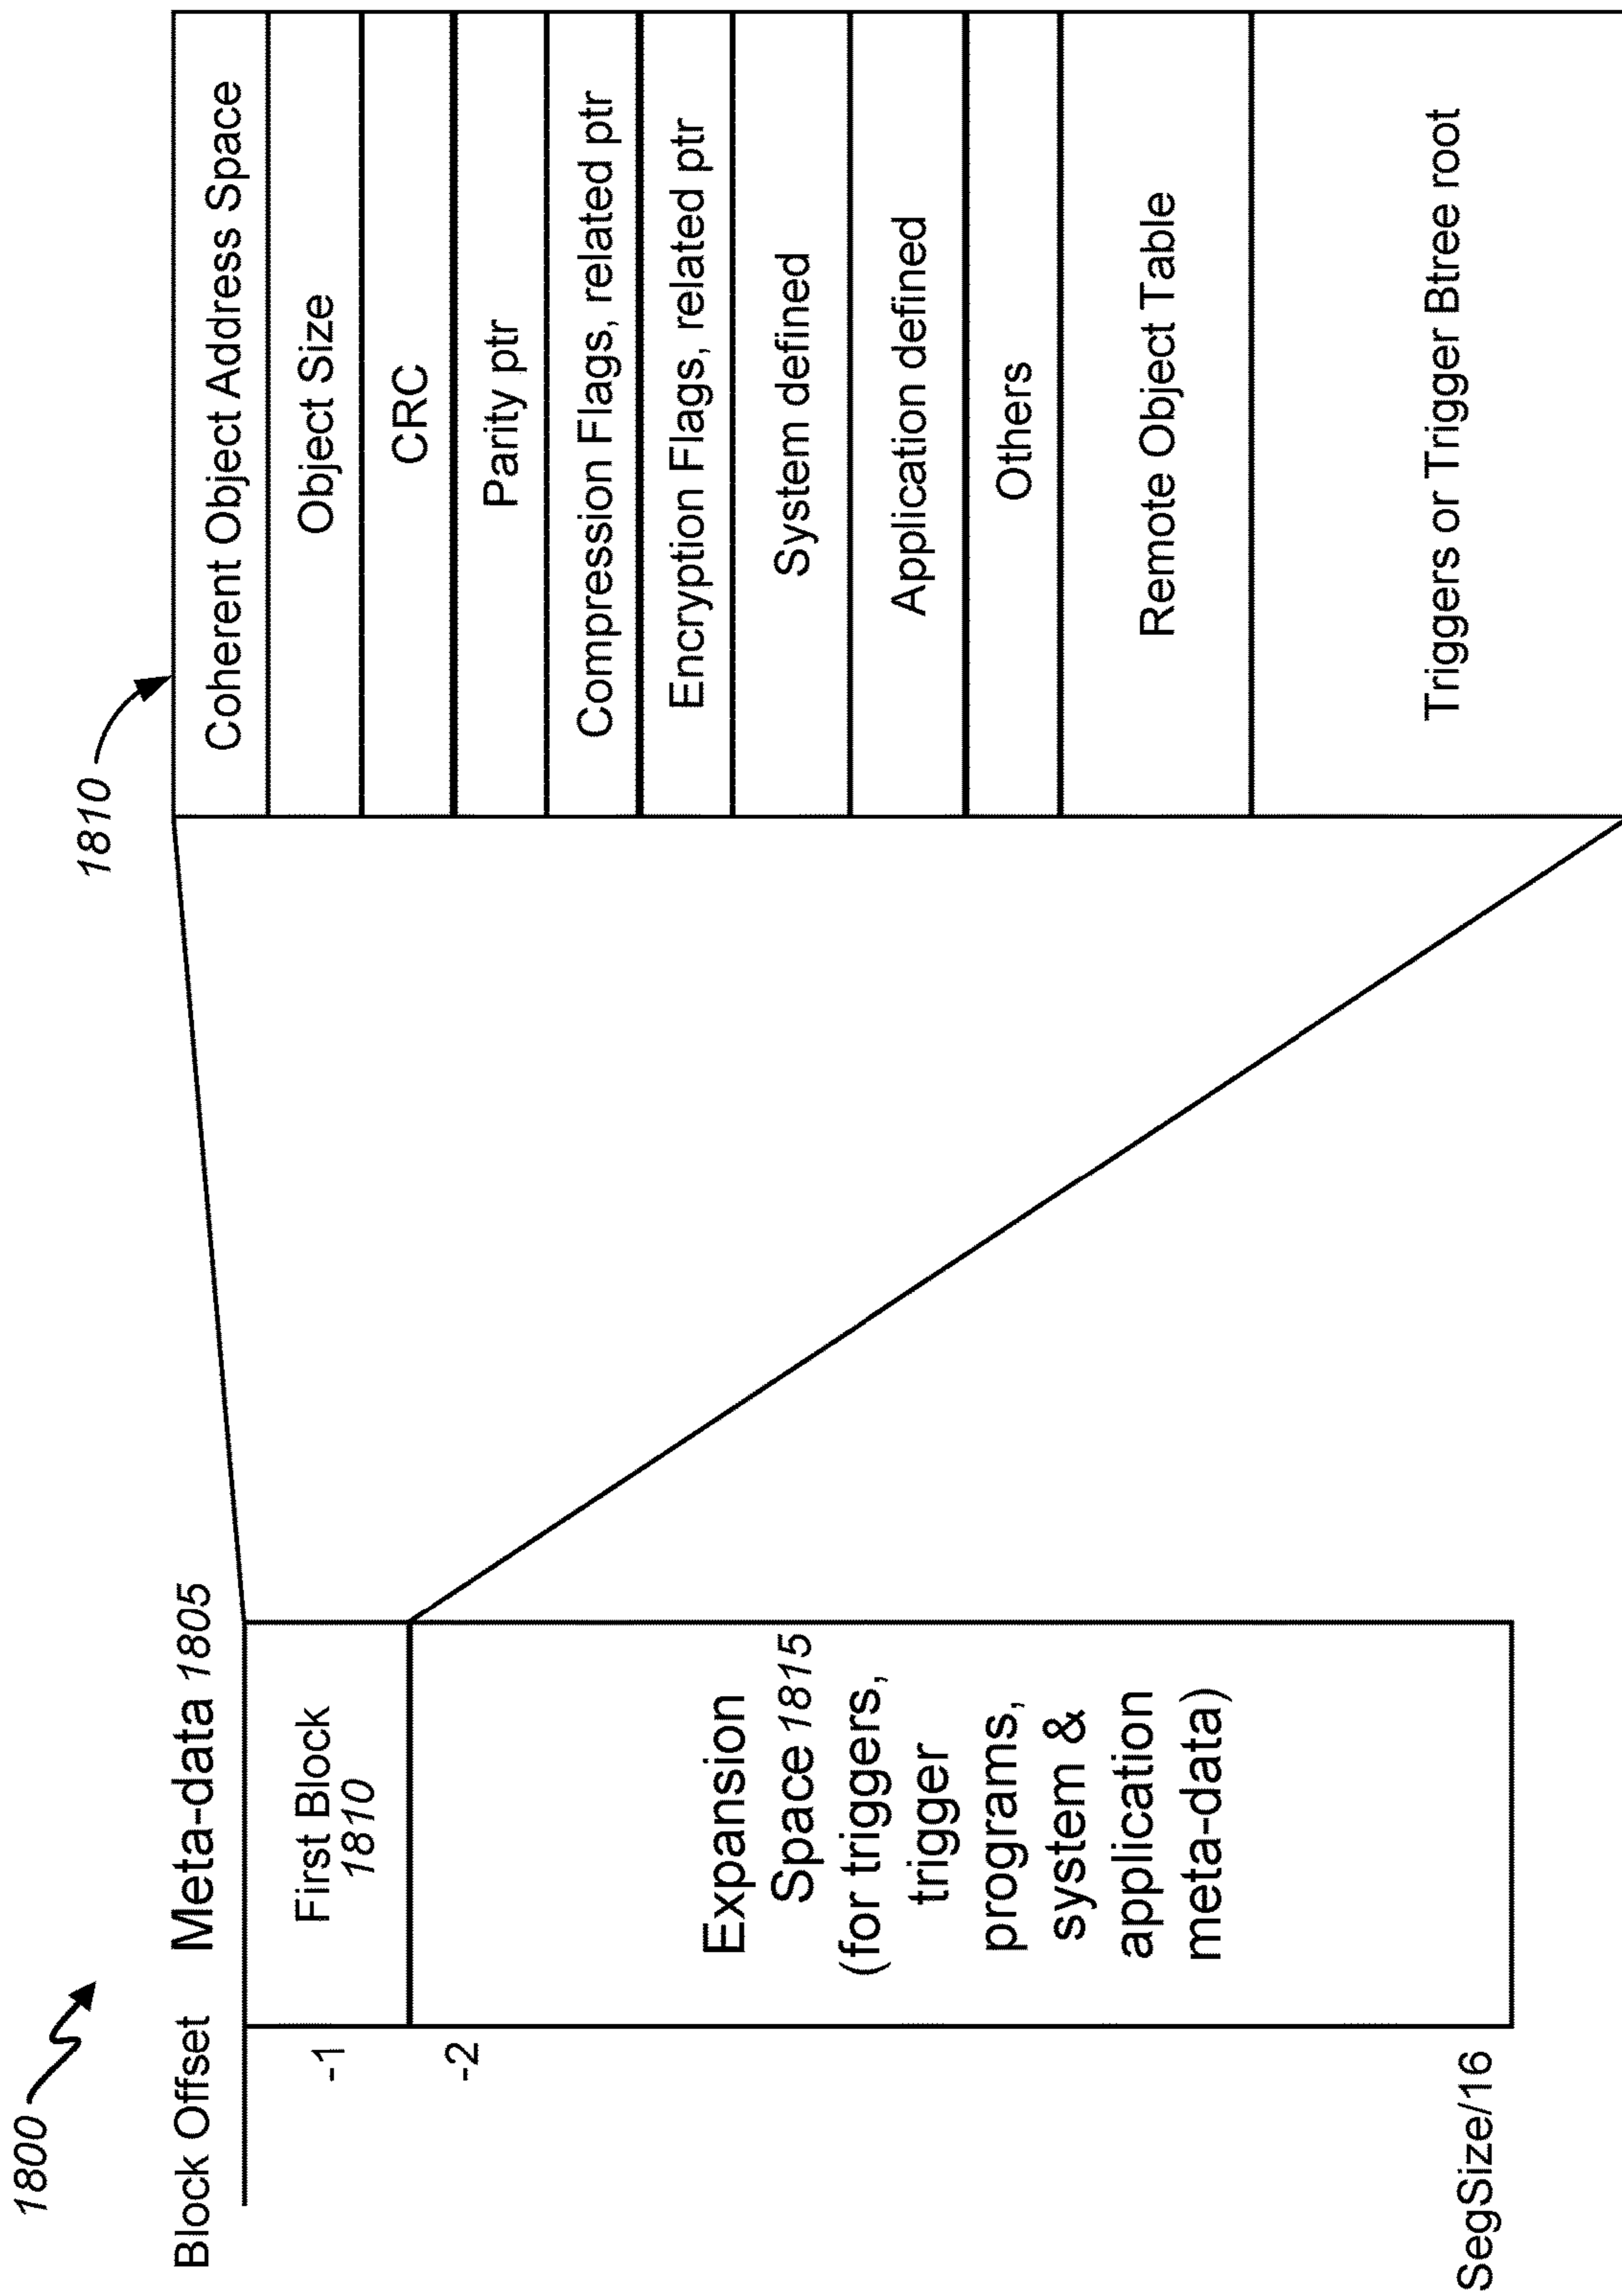 1800
Block Offset
Meta-data 1805
-1
First Block
1810
-2
Expansion
Space 1815
(for triggers,
trigger
programs,
system &
application
meta-data)
SegSize/16
1810
Coherent Object Address Space
Object Size
CRC
Parity ptr
Compression Flags, related ptr
Encryption Flags, related ptr
System defined
Application defined
Others
Remote Object Table
Triggers or Trigger Btree root